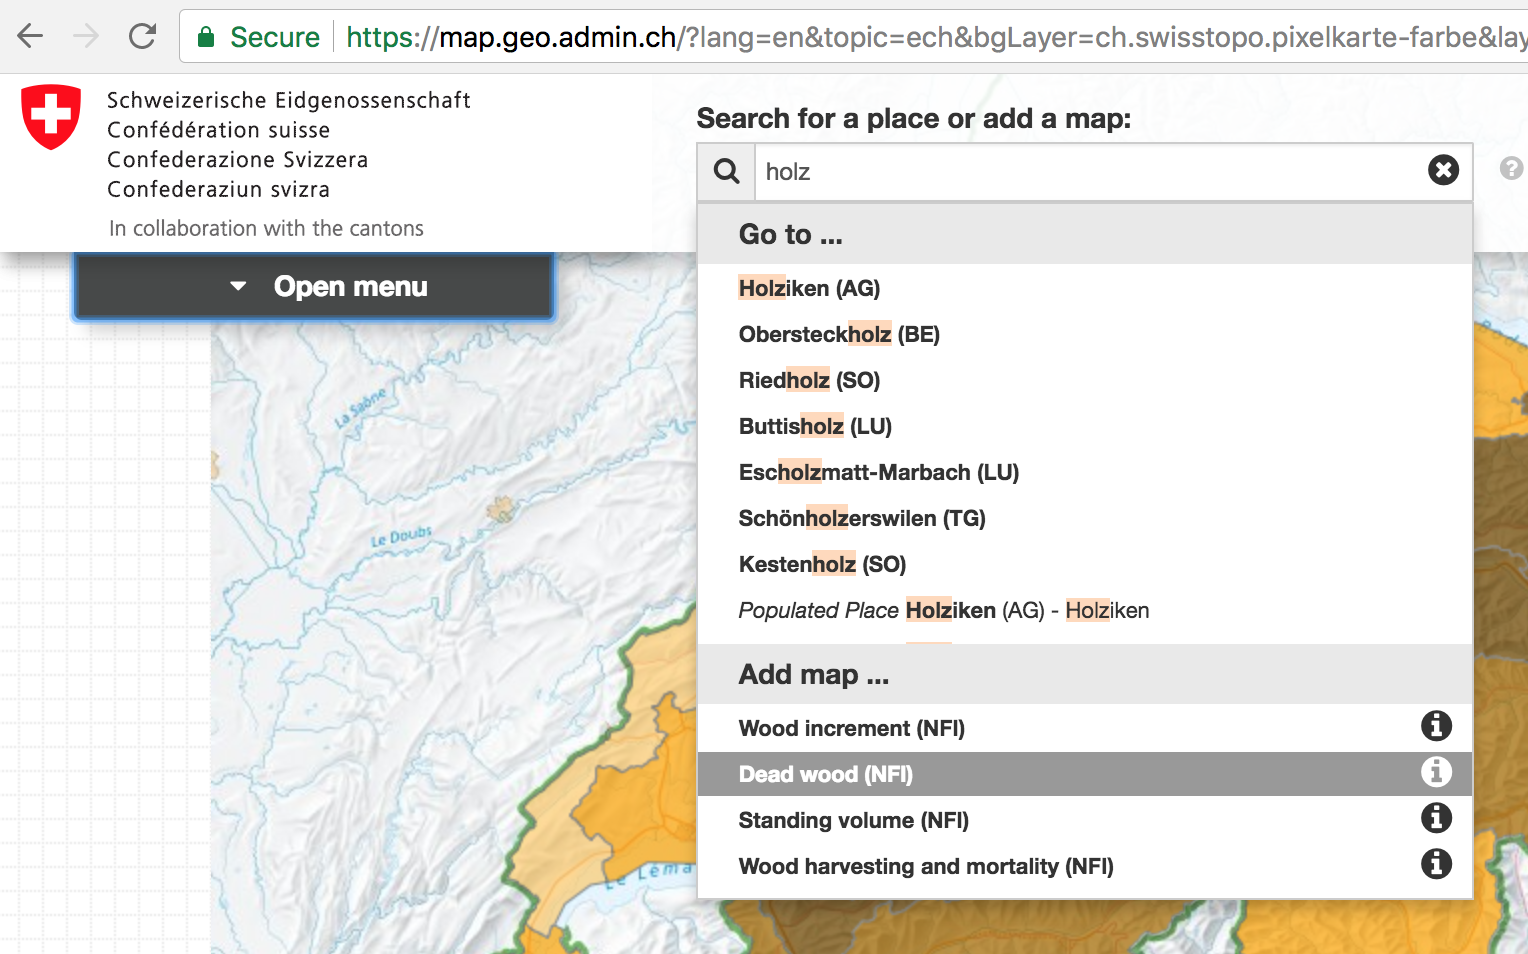 Secure https://map.geo.admin.ch/?lang=en&topic=ech&bgLayer=ch.swisstopo.pixelkarte-farbe&lay
Schweizerische Eidgenossenschaft
Confédération suisse
Confederazione Svizzera
Confederaziun svizra
In collaboration with the cantons
Search for a place or add a map:
holz
?
Open menu
Go to ...
Holziken (AG)
Obersteckholz (BE)
Riedholz (SO)
Buttisholz (LU)
Escholzmatt-Marbach (LU)
Schönholzerswilen (TG)
Kestenholz (SO)
Populated Place Holziken (AG) - Holziken
Add map ...
Wood increment (NFI)
Dead wood (NFI)
Standing volume (NFI)
Wood harvesting and mortality (NFI)
La Saône
Le Doubs
Le Léma